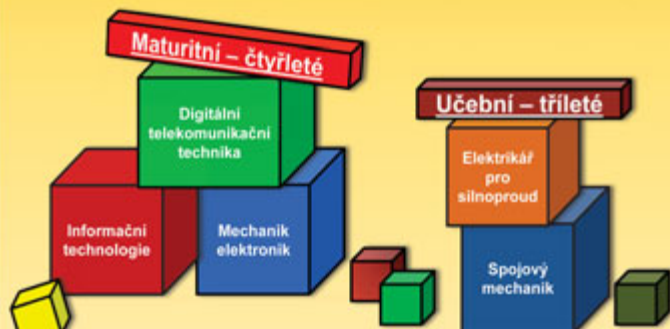 Maturitní – čtyřleté
Digitální
telekomunikační
technika
Informační
technologie
Mechanik
elektronik
Učební – tříleté
Elektrikář
pro
silnoproud
Spojový
mechanik